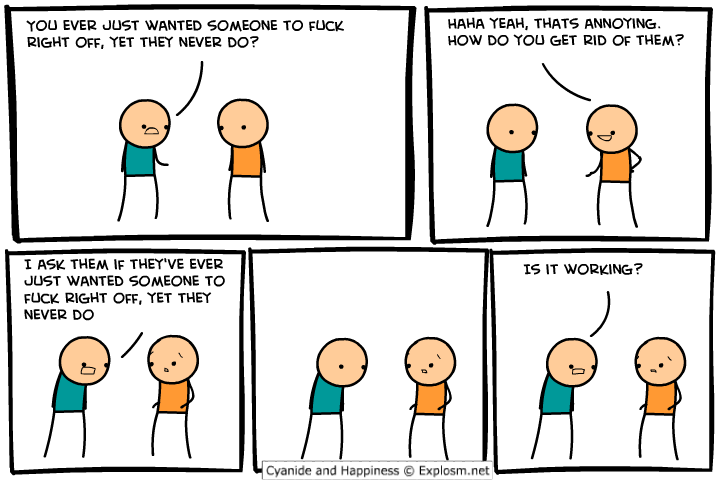 YOU EVER JUST WANTED SOMEONE TO FUCK
RIGHT OFF, YET THEY NEVER DO?
HAHA YEAH, THATS ANNOYING.
HOW DO YOU GET RID OF THEM?
I ASK THEM IF THEY'VE EVER
JUST WANTED SOMEONE TO
FUCK RIGHT OFF, YET THEY
NEVER DO
IS IT WORKING?
Cyanide and Happiness © Explosm.net